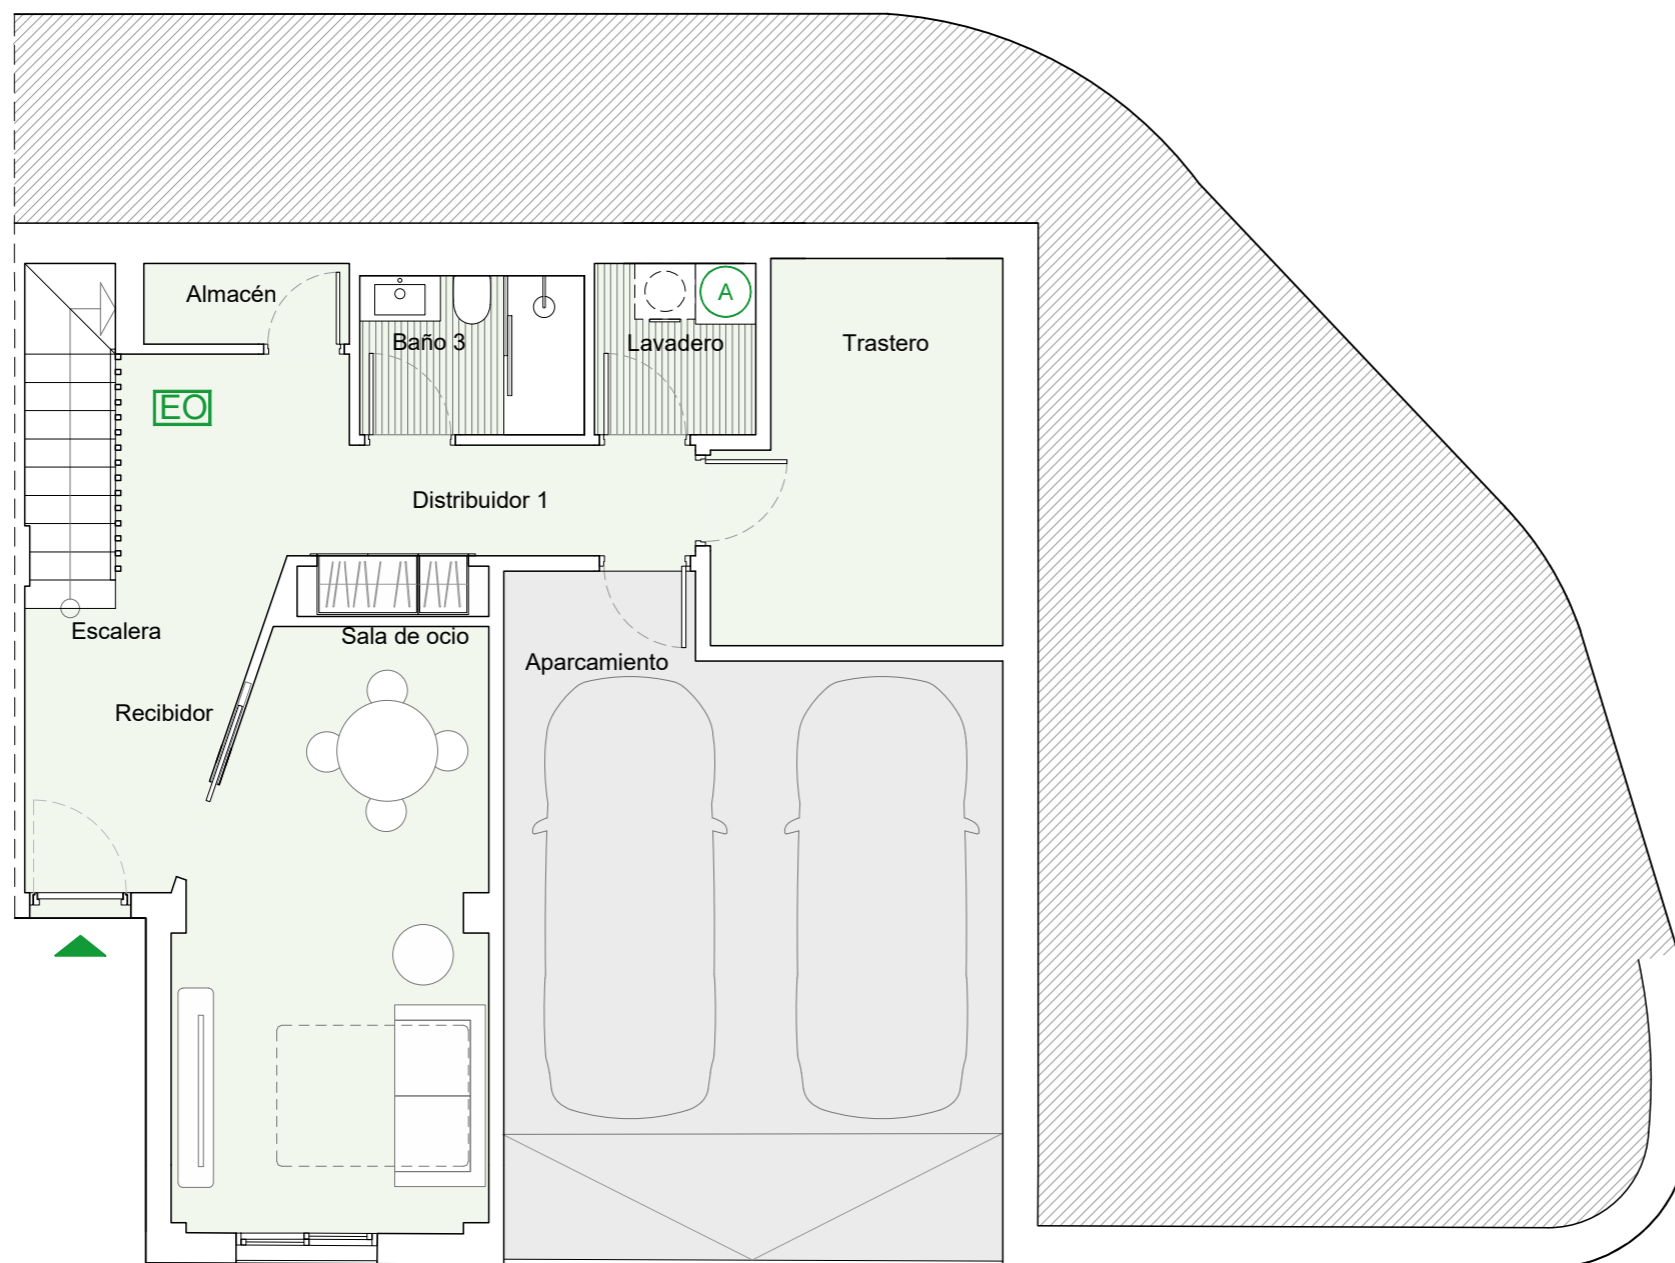 Almacén
Baño 3
Lavadero
A
Trastero
EO
Distribuidor 1
Escalera
Sala de ocio
Aparcamiento
Recibidor